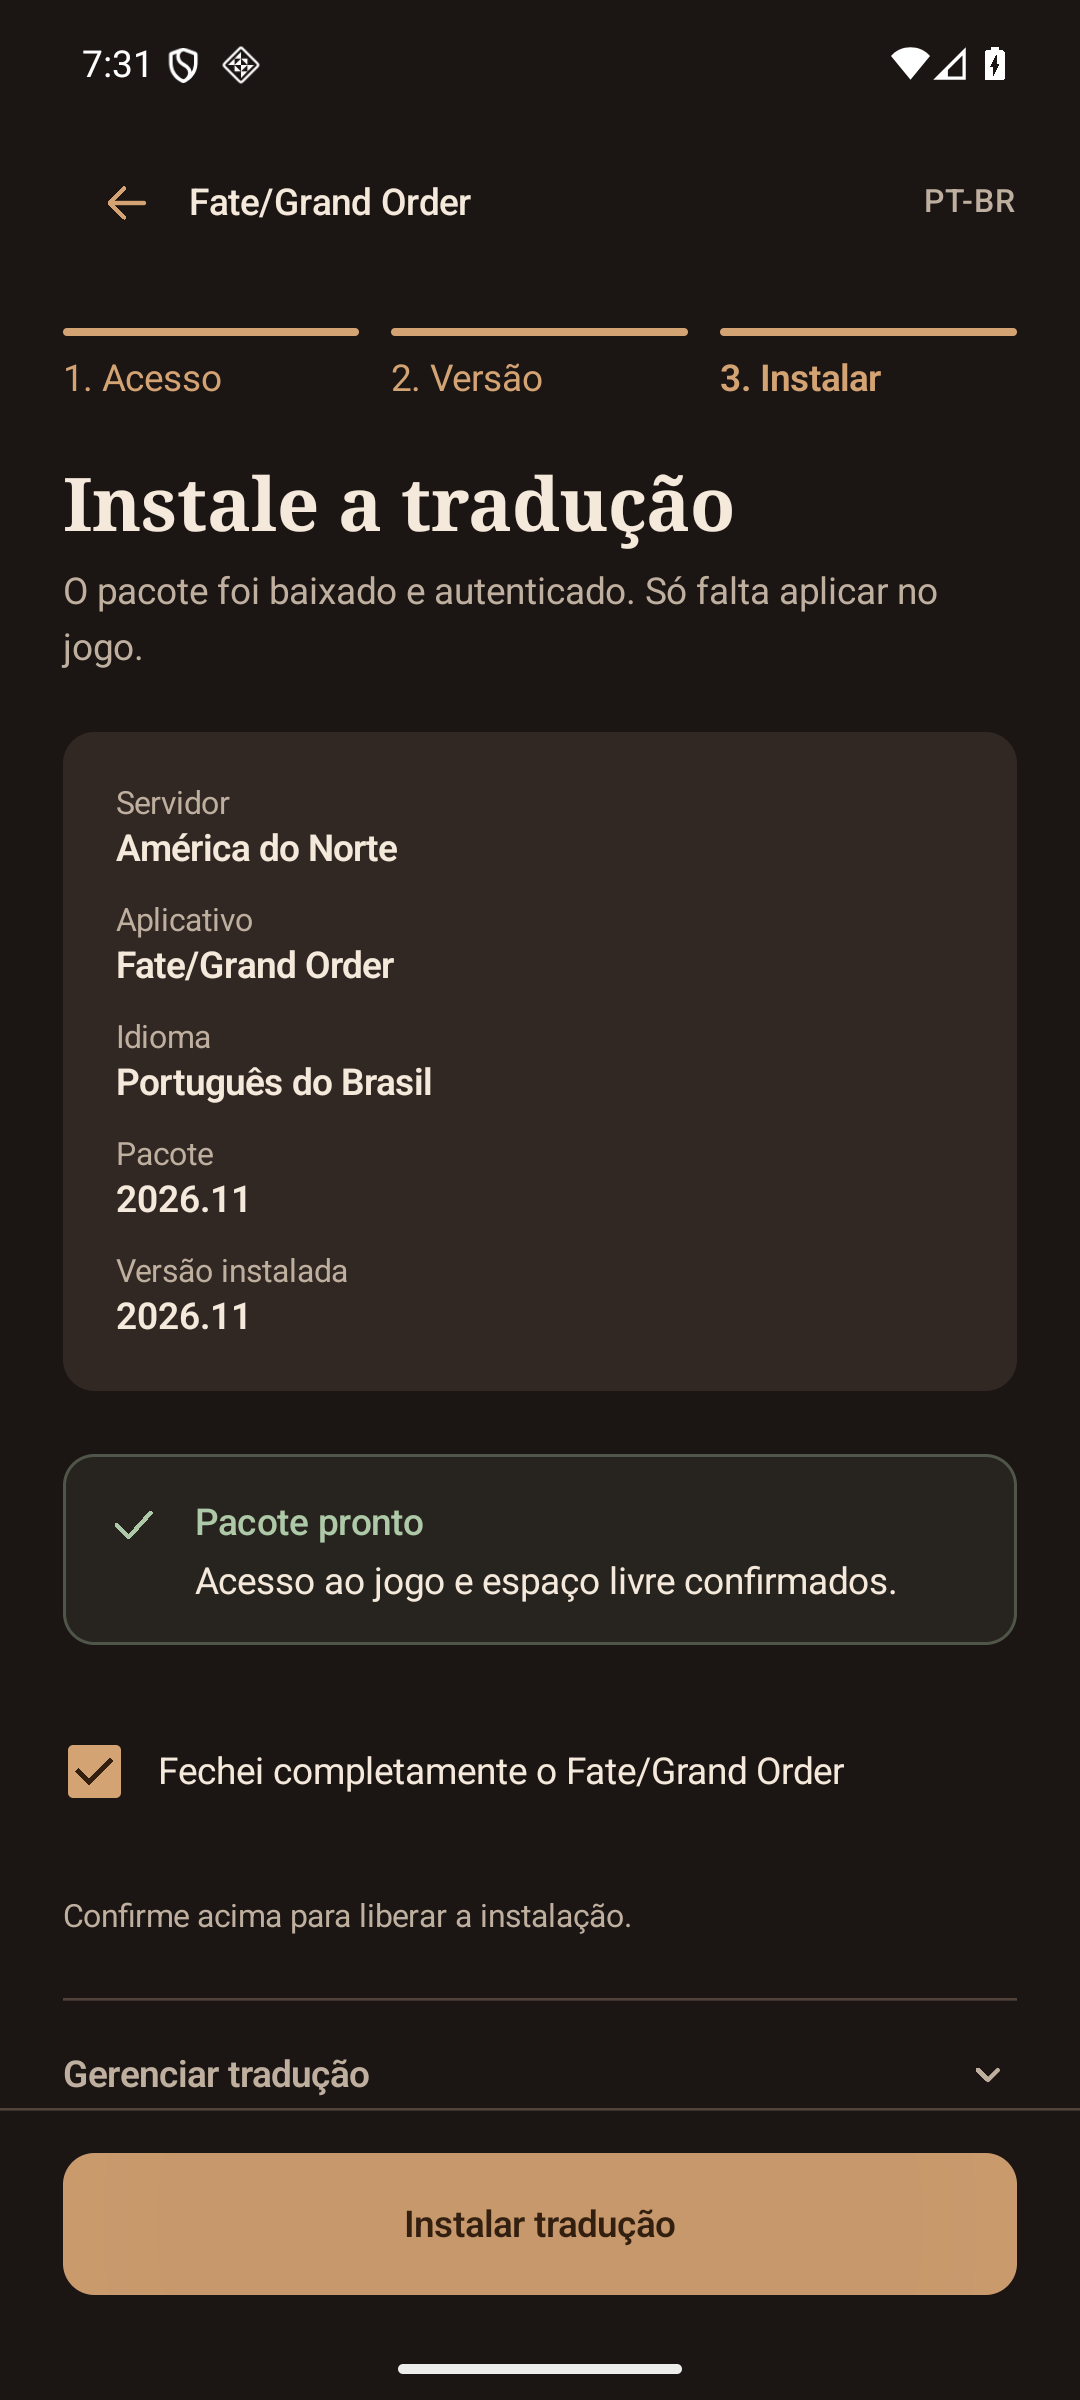 7:31
Fate/Grand Order
PT-BR
1. Acesso
2. Versão
3. Instalar
Instale a tradução
O pacote foi baixado e autenticado. Só falta aplicar no
jogo.
Servidor
América do Norte
Aplicativo
Fate/Grand Order
Idioma
Português do Brasil
Pacote
2026.11
Versão instalada
2026.11
Pacote pronto
Acesso ao jogo e espaço livre confirmados.
Fechei completamente o Fate/Grand Order
Confirme acima para liberar a instalação.
Gerenciar tradução
Instalar tradução